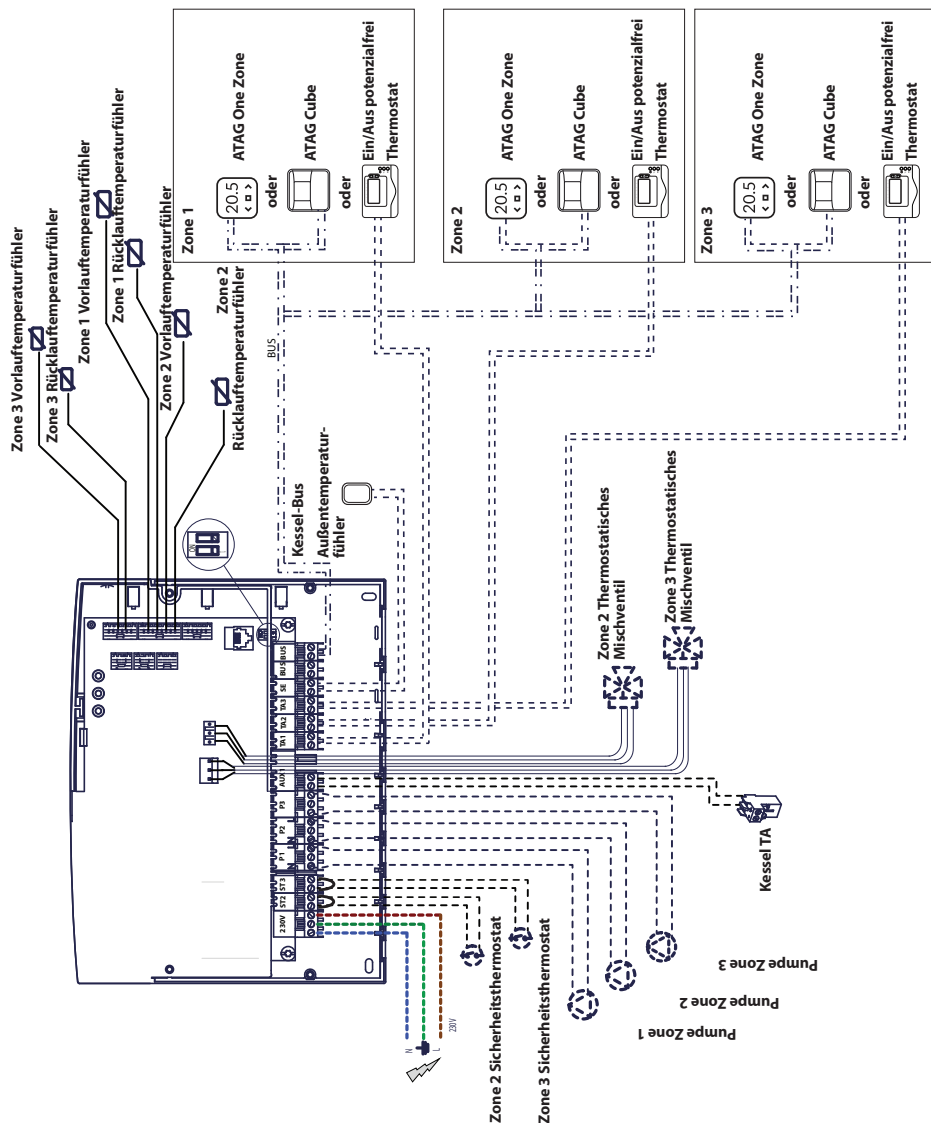 Zone 3 Vorlauftemperaturfühler
Zone 3 Rücklauftemperaturfühler
Zone 1 Vorlauftemperaturfühler
Zone 1 Rücklauftemperaturfühler
Zone 2 Vorlauftemperaturfühler
Zone 2
Rücklauftemperaturfühler
ON
BUS
Kessel-Bus
Außentemperatur-
fühler
Zone 1
20.5
ATAG One Zone
oder
ATAG Cube
oder
Ein/Aus potenzialfrei
Thermostat
Zone 2
20.5
ATAG One Zone
oder
ATAG Cube
oder
Ein/Aus potenzialfrei
Thermostat
Zone 3
20.5
ATAG One Zone
oder
ATAG Cube
oder
Ein/Aus potenzialfrei
Thermostat
230V
ST2
ST3
P1
P2
P3
AUX1
TA1
TA2
TA3
SE
BUS
BUS
N
L
230V
Zone 2 Sicherheitsthermostat
Zone 3 Sicherheitsthermostat
Pumpe Zone 1
Pumpe Zone 2
Pumpe Zone 3
Kessel TA
Zone 2 Thermostatisches
Mischventil
Zone 3 Thermostatisches
Mischventil